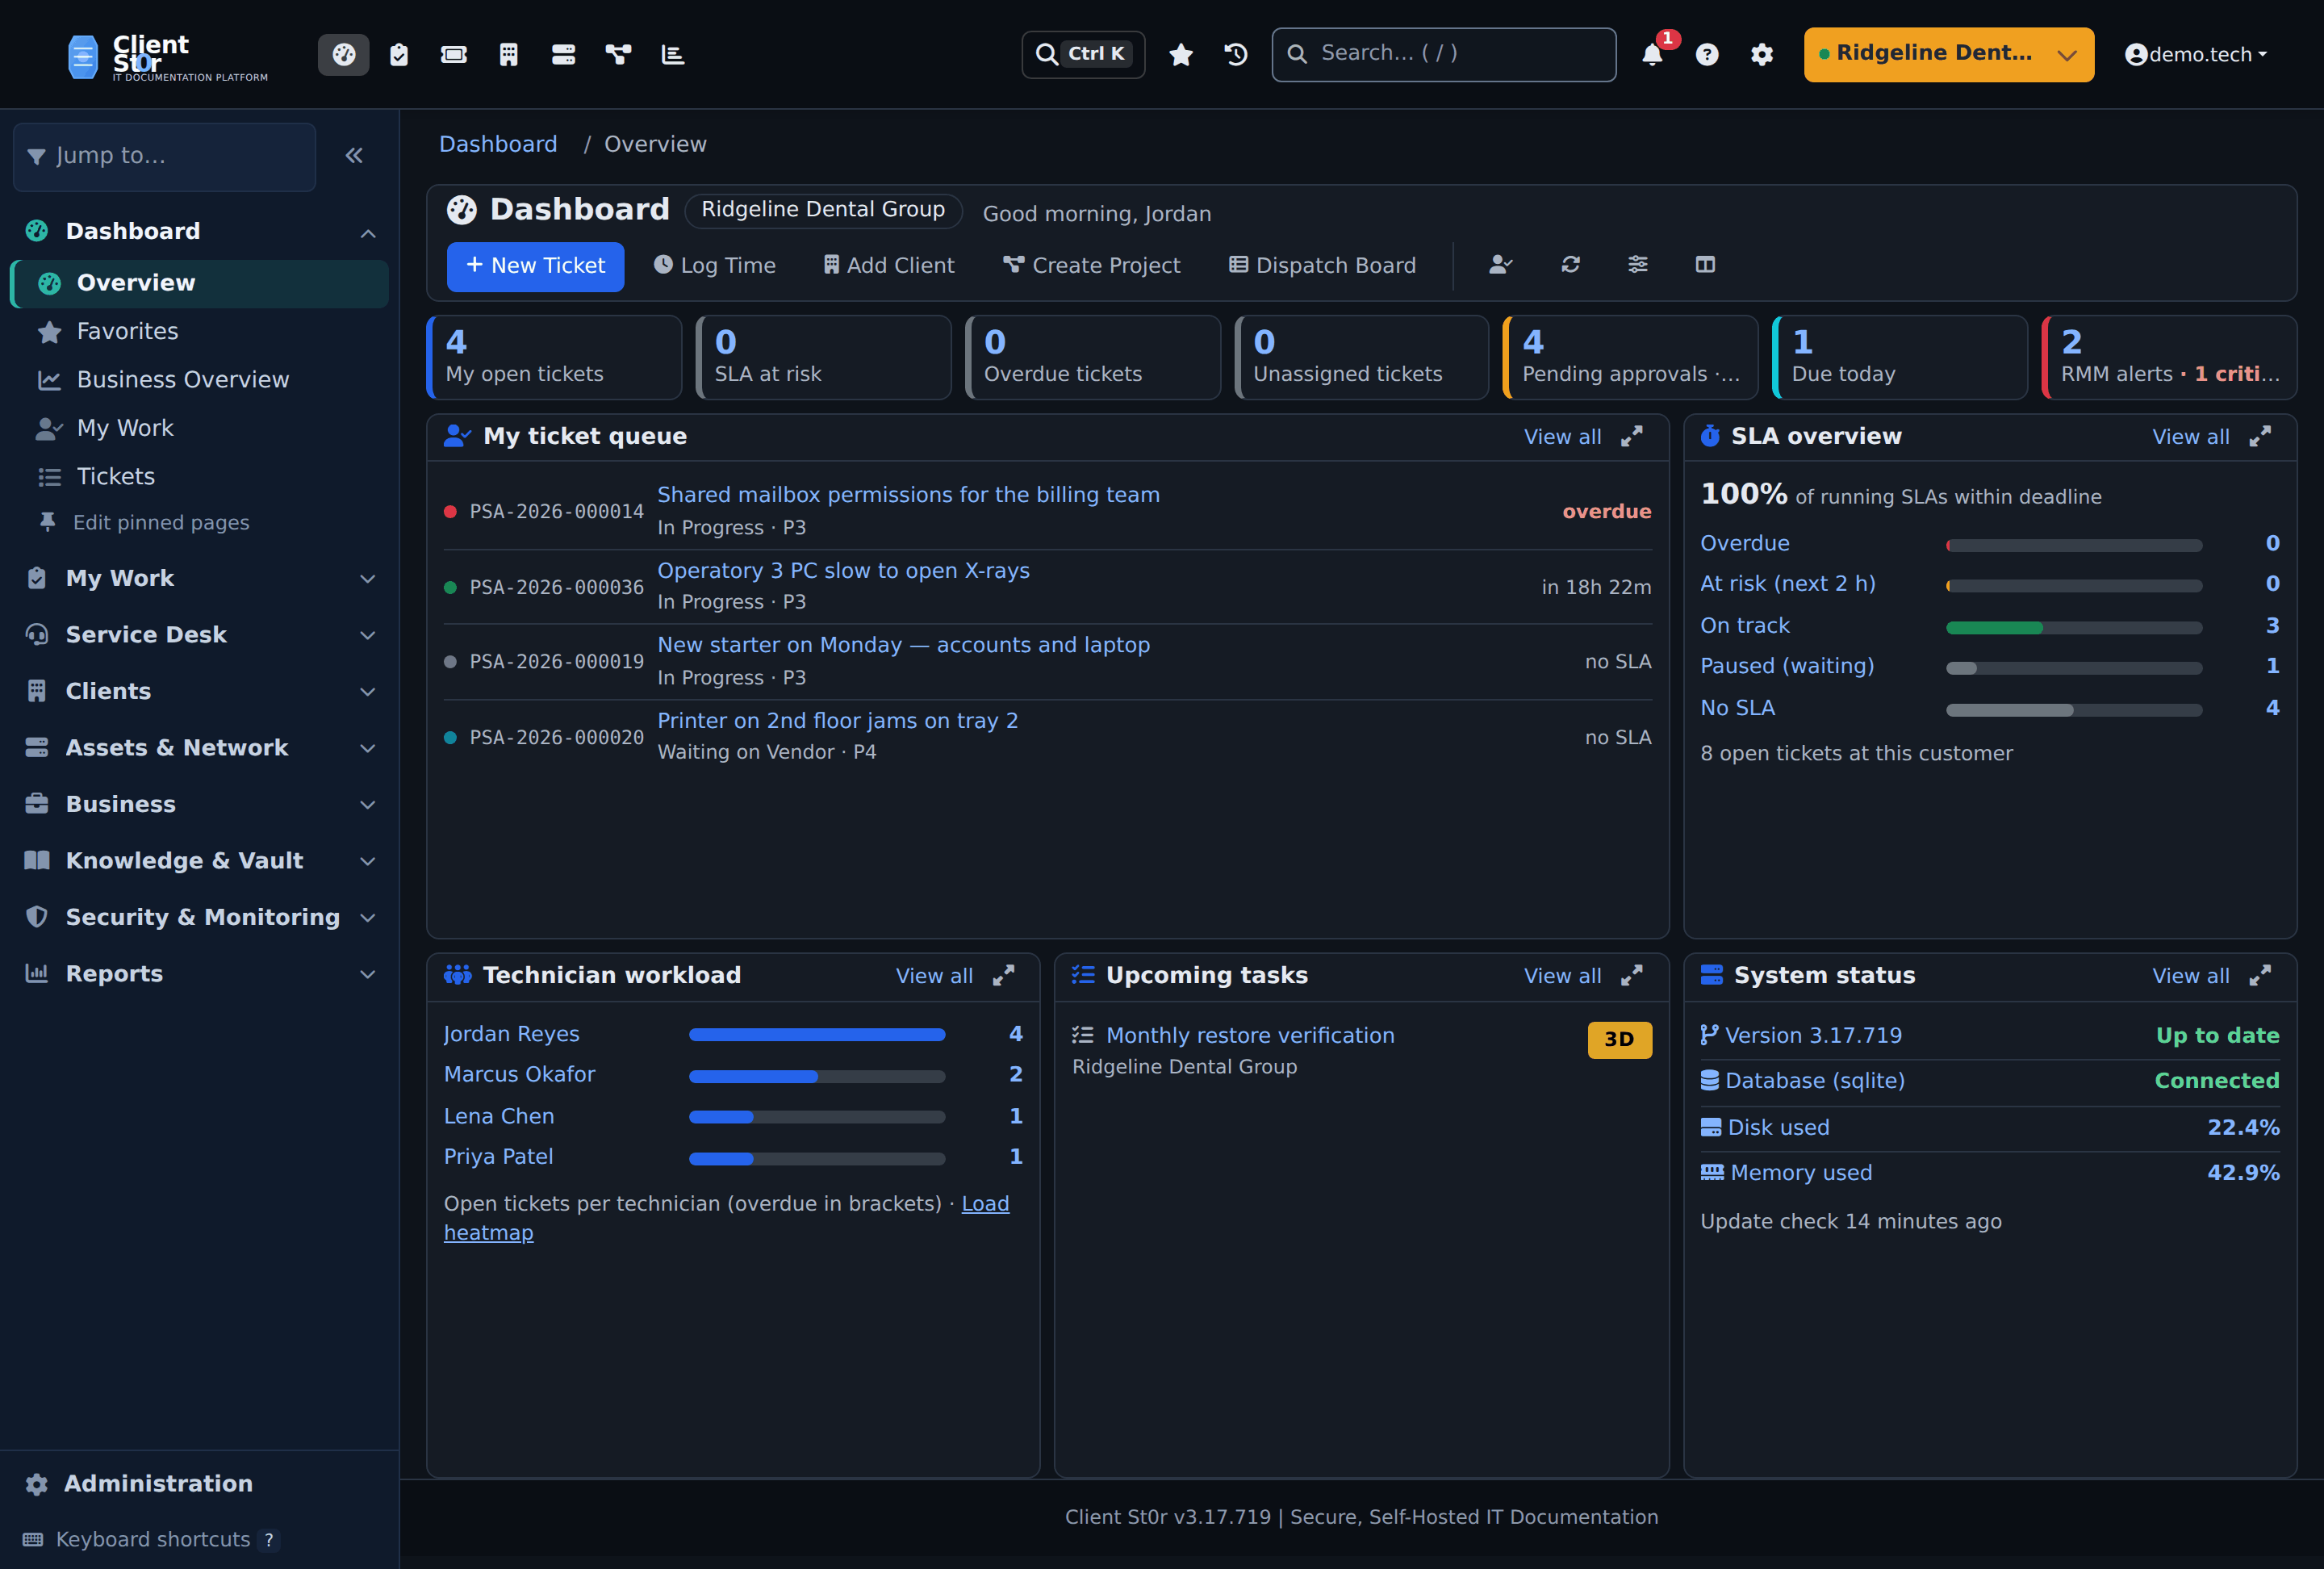 Client
St0r
IT DOCUMENTATION PLATFORM
Ctrl K
Search... ( / )
1
Ridgeline Dent...
demo.tech
Jump to...
Dashboard
Overview
Favorites
Business Overview
My Work
Tickets
Edit pinned pages
My Work
Service Desk
Clients
Assets & Network
Business
Knowledge & Vault
Security & Monitoring
Reports
Administration
Keyboard shortcuts ?
Dashboard / Overview
Dashboard Ridgeline Dental Group Good morning, Jordan
New Ticket Log Time Add Client Create Project Dispatch Board
4
My open tickets
0
SLA at risk
0
Overdue tickets
0
Unassigned tickets
4
Pending approvals ·...
1
Due today
2
RMM alerts · 1 criti...
My ticket queue View all
PSA-2026-000014 Shared mailbox permissions for the billing team overdue
In Progress · P3
PSA-2026-000036 Operatory 3 PC slow to open X-rays in 18h 22m
In Progress · P3
PSA-2026-000019 New starter on Monday — accounts and laptop no SLA
In Progress · P3
PSA-2026-000020 Printer on 2nd floor jams on tray 2 no SLA
Waiting on Vendor · P4
SLA overview View all
100% of running SLAs within deadline
Overdue 0
At risk (next 2 h) 0
On track 3
Paused (waiting) 1
No SLA 4
8 open tickets at this customer
Technician workload View all
Jordan Reyes 4
Marcus Okafor 2
Lena Chen 1
Priya Patel 1
Open tickets per technician (overdue in brackets) · Load
heatmap
Upcoming tasks View all
Monthly restore verification 3D
Ridgeline Dental Group
System status View all
Version 3.17.719 Up to date
Database (sqlite) Connected
Disk used 22.4%
Memory used 42.9%
Update check 14 minutes ago
Client St0r v3.17.719 | Secure, Self-Hosted IT Documentation